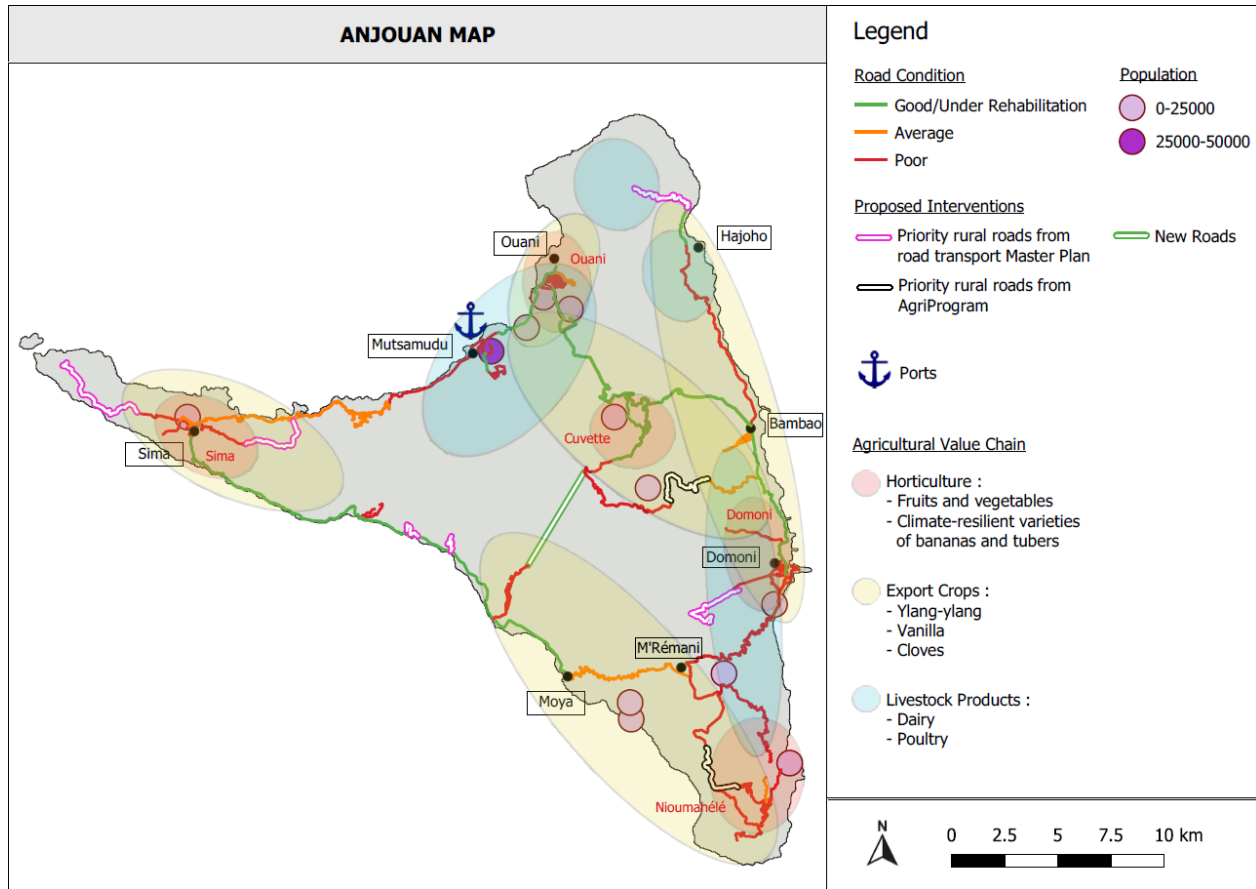 ANJOUAN MAP
Hajoho
Ouani
Ouani
Mutsamudu
Bambao
Cuvette
Sima
Sima
Domoni
Domoni
M'Rémani
Moya
Nioumahélé
Legend
Road Condition
Good/Under Rehabilitation
Average
Poor
Population
0-25000
25000-50000
Proposed Interventions
Priority rural roads from
road transport Master Plan
New Roads
Priority rural roads from
AgriProgram
Ports
Agricultural Value Chain
Horticulture :
- Fruits and vegetables
- Climate-resilient varieties
of bananas and tubers
Export Crops :
- Ylang-ylang
- Vanilla
- Cloves
Livestock Products :
- Dairy
- Poultry
N
0 2.5 5 7.5 10 km